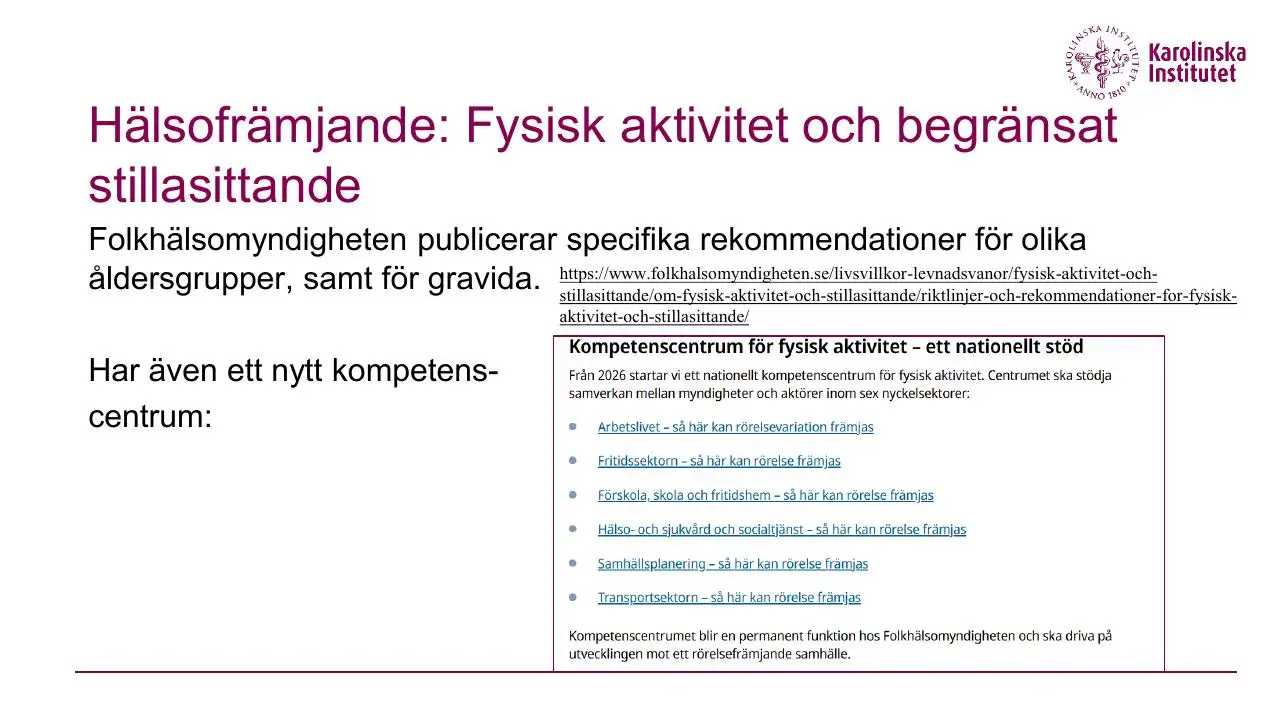 KAROLINSKA INSTITUTET
ANNO 1810
Karolinska
Institutet
Hälsofrämjande: Fysisk aktivitet och begränsat
stillasittande
Folkhälsomyndigheten publicerar specifika rekommendationer för olika
åldersgrupper, samt för gravida.
https://www.folkhalsomyndigheten.se/livsvillkor-levnadsvanor/fysisk-aktivitet-och-
stillasittande/om-fysisk-aktivitet-och-stillasittande/riktlinjer-och-rekommendationer-for-fysisk-
aktivitet-och-stillasittande/
Har även ett nytt kompetens-
centrum:
Kompetenscentrum för fysisk aktivitet – ett nationellt stöd
Från 2026 startar vi ett nationellt kompetenscentrum för fysisk aktivitet. Centrumet ska stödja
samverkan mellan myndigheter och aktörer inom sex nyckelsektorer:
Arbetslivet – så här kan rörelsevariation främjas
Fritidssektorn – så här kan rörelse främjas
Förskola, skola och fritidshem – så här kan rörelse främjas
Hälso- och sjukvård och socialtjänst – så här kan rörelse främjas
Samhällsplanering – så här kan rörelse främjas
Transportsektorn – så här kan rörelse främjas
Kompetenscentrumet blir en permanent funktion hos Folkhälsomyndigheten och ska driva på
utvecklingen mot ett rörelsefrämjande samhälle.